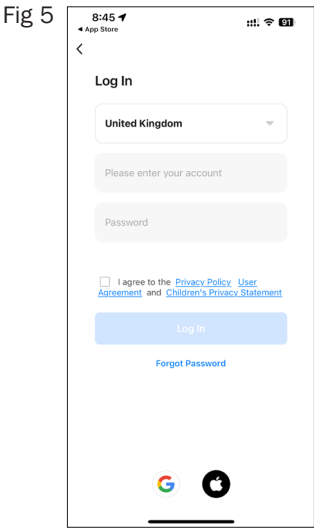 Fig 5
8:45
91
App Store
Log In
United Kingdom
Please enter your account
Password
I agree to the Privacy Policy User
Agreement and Children's Privacy Statement
Log In
Forgot Password